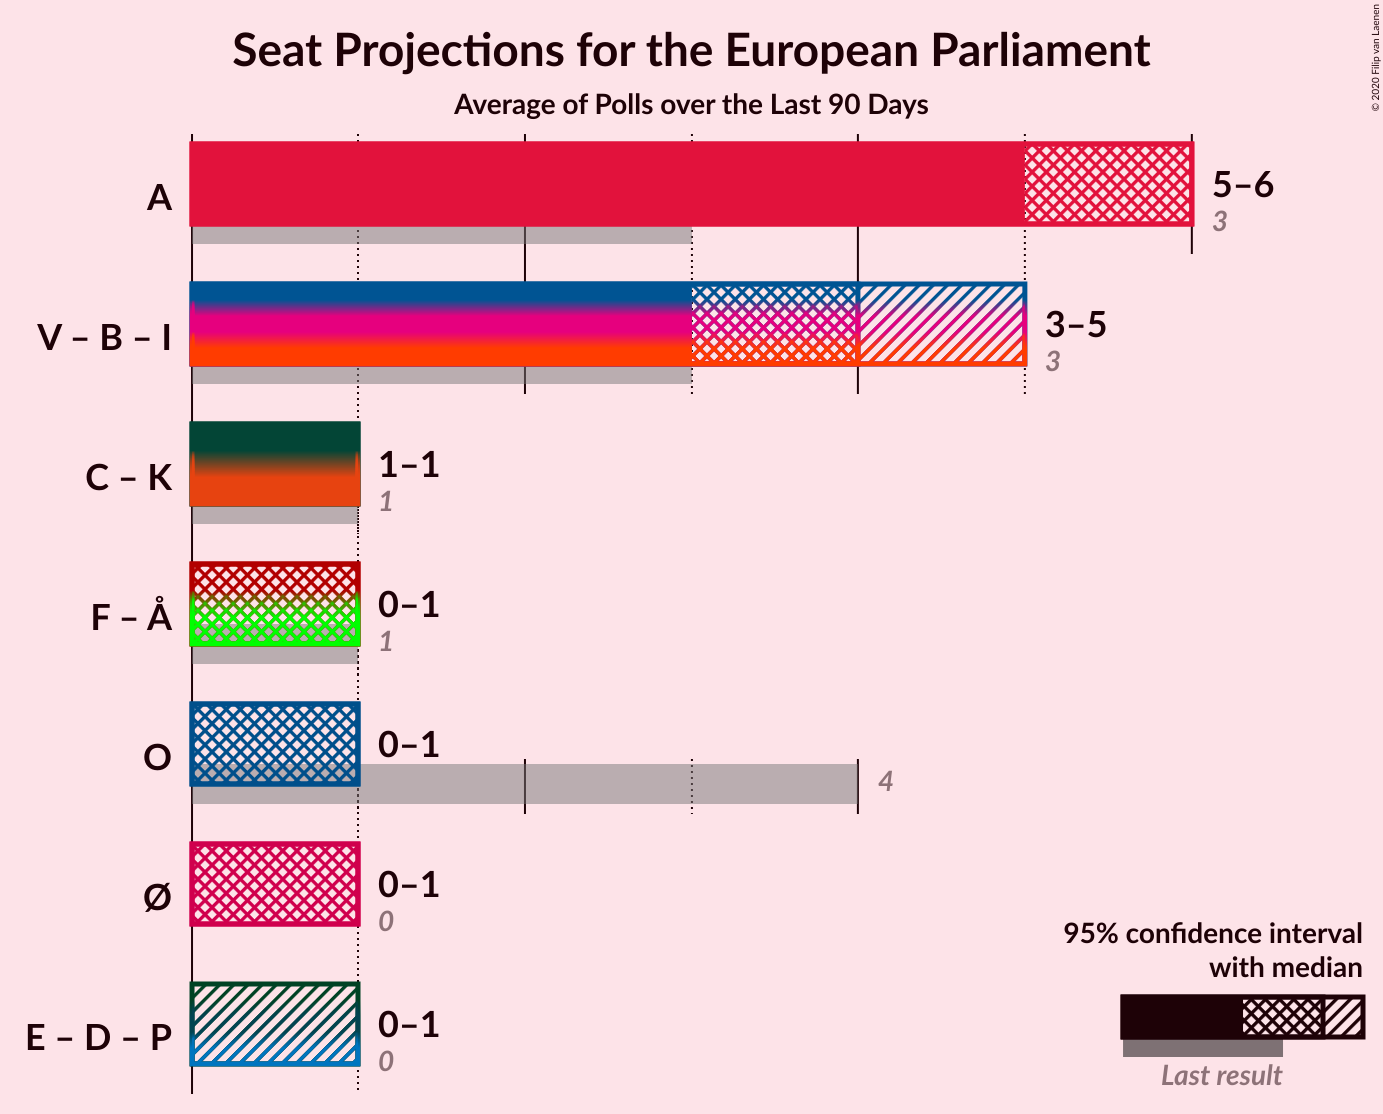 Seat Projections for the European Parliament
Average of Polls over the Last 90 Days
© 2020 Filip van Laenen
A
5–6
3
V – B – I
3–5
3
C – K
1–1
1
F – Å
0–1
1
O
0–1
4
Ø
0–1
0
E – D – P
0–1
0
95% confidence interval
with median
Last result